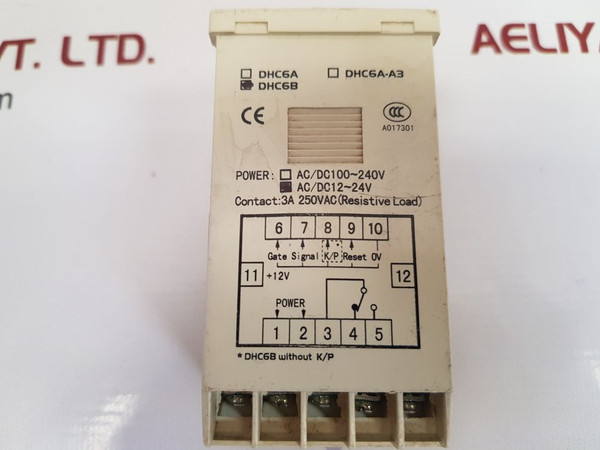 VT. LTD.
m
AELIYA
DHC6A
DHC6A-A3
DHC6B
CE
CCC
A017301
POWER: AC/DC100~240V
AC/DC12~24V
Contact:3A 250VAC(Resistive Load)
6 7 8 9 10
Gate Signal K/P Reset 0V
11 +12V 12
POWER
1 2 3 4 5
* DHC6B without K/P